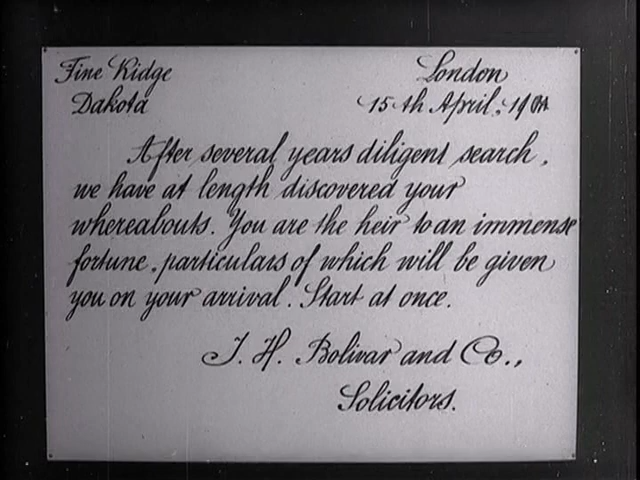 Pine Ridge
Dakota
London
15th April,
After several years diligent search,
we have at length discovered your
whereabouts. You are the heir to an immense
fortune, particulars of which will be given
you on your arrival. Start at once.
J. H. Bolivar and Co.,
Solicitors.